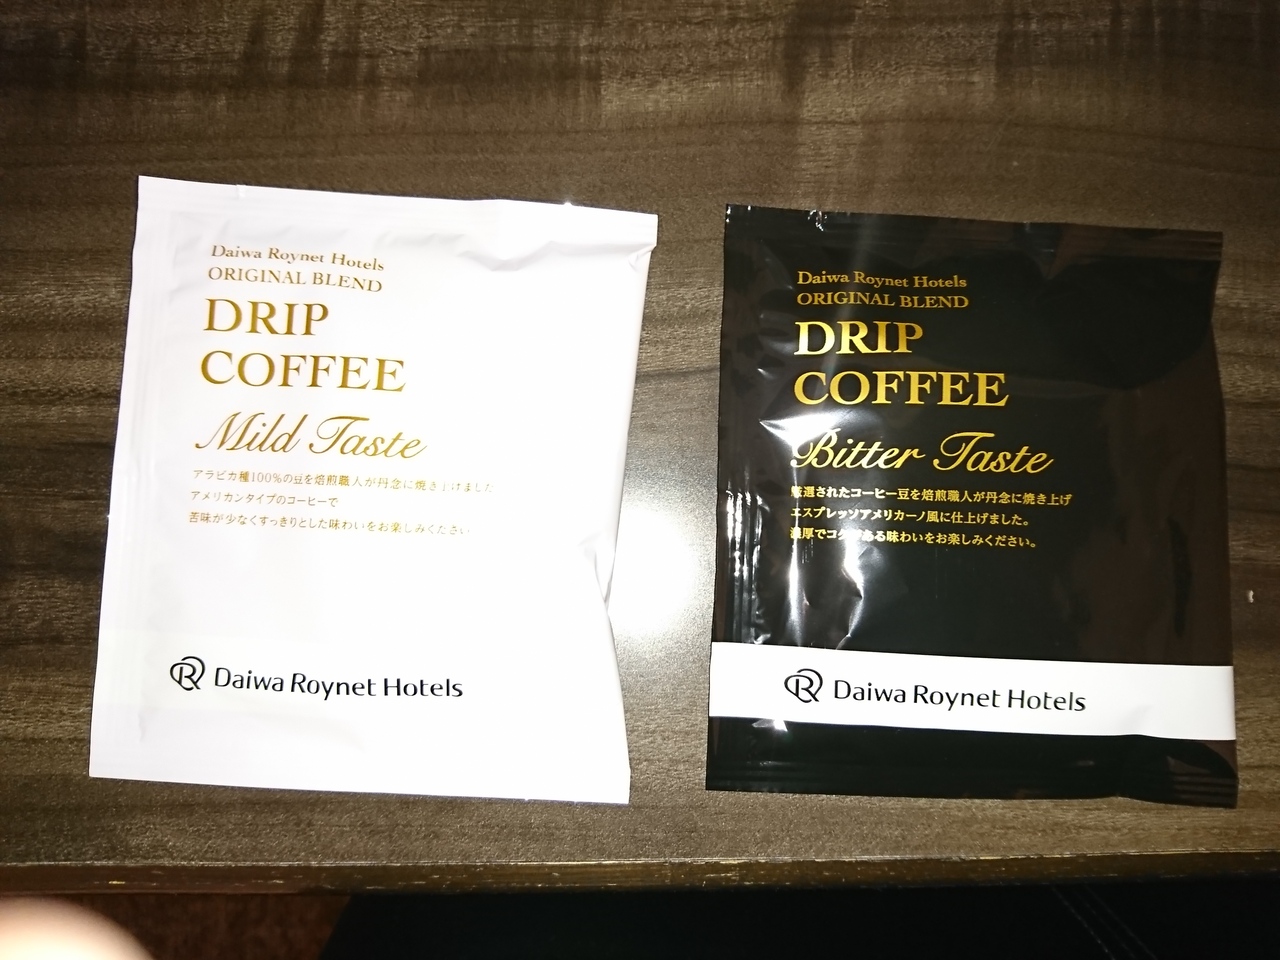 Daiwa Roynet Hotels
ORIGINAL BLEND
DRIP
COFFEE
Mild Taste
アラビカ種100%の豆を焙煎職人が丹念に焼き上げました
アメリカンタイプのコーヒーで
苦味が少なくすっきりとした味わいをお楽しみください
Daiwa Roynet Hotels
Daiwa Roynet Hotels
ORIGINAL BLEND
DRIP
COFFEE
Bitter Taste
厳選されたコーヒー豆を焙煎職人が丹念に焼き上げ
エスプレッソアメリカーノ風に仕上げました。
濃厚でコクがある味わいをお楽しみください。
Daiwa Roynet Hotels